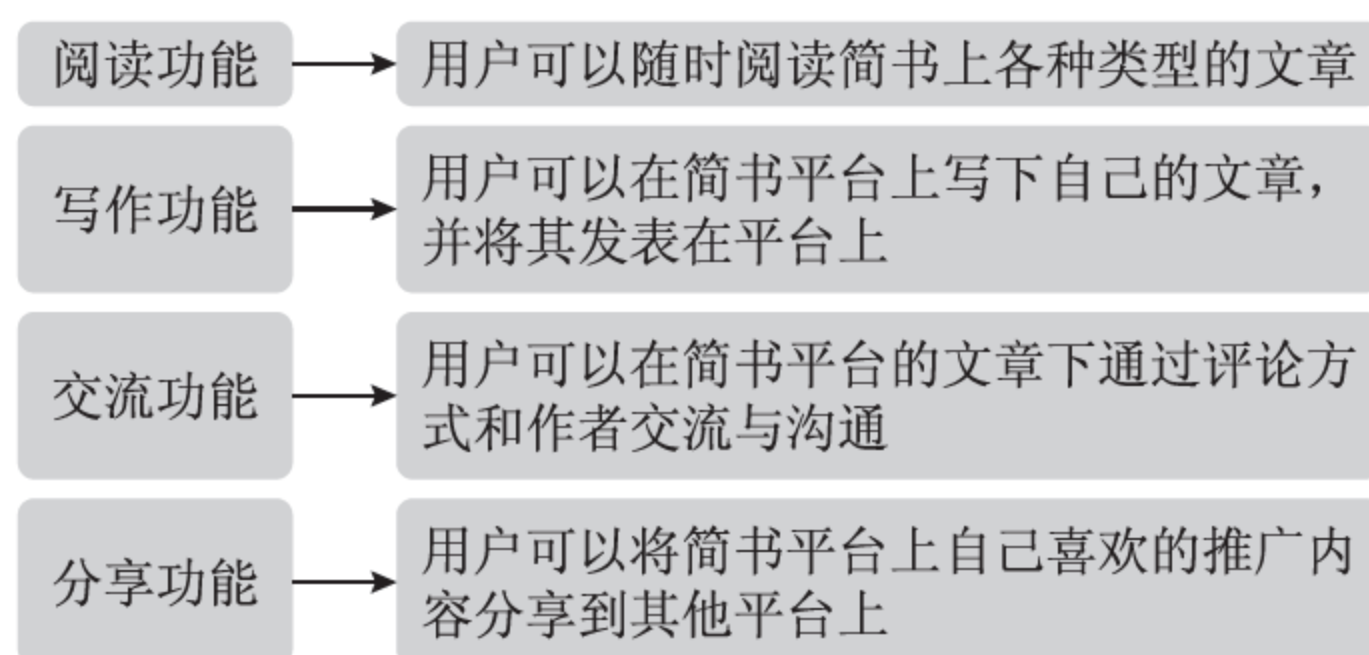 阅读功能
用户可以随时阅读简书上各种类型的文章
写作功能
用户可以在简书平台上写下自己的文章，
并将其发表在平台上
交流功能
用户可以在简书平台的文章下通过评论方
式和作者交流与沟通
分享功能
用户可以将简书平台上自己喜欢的推广内
容分享到其他平台上